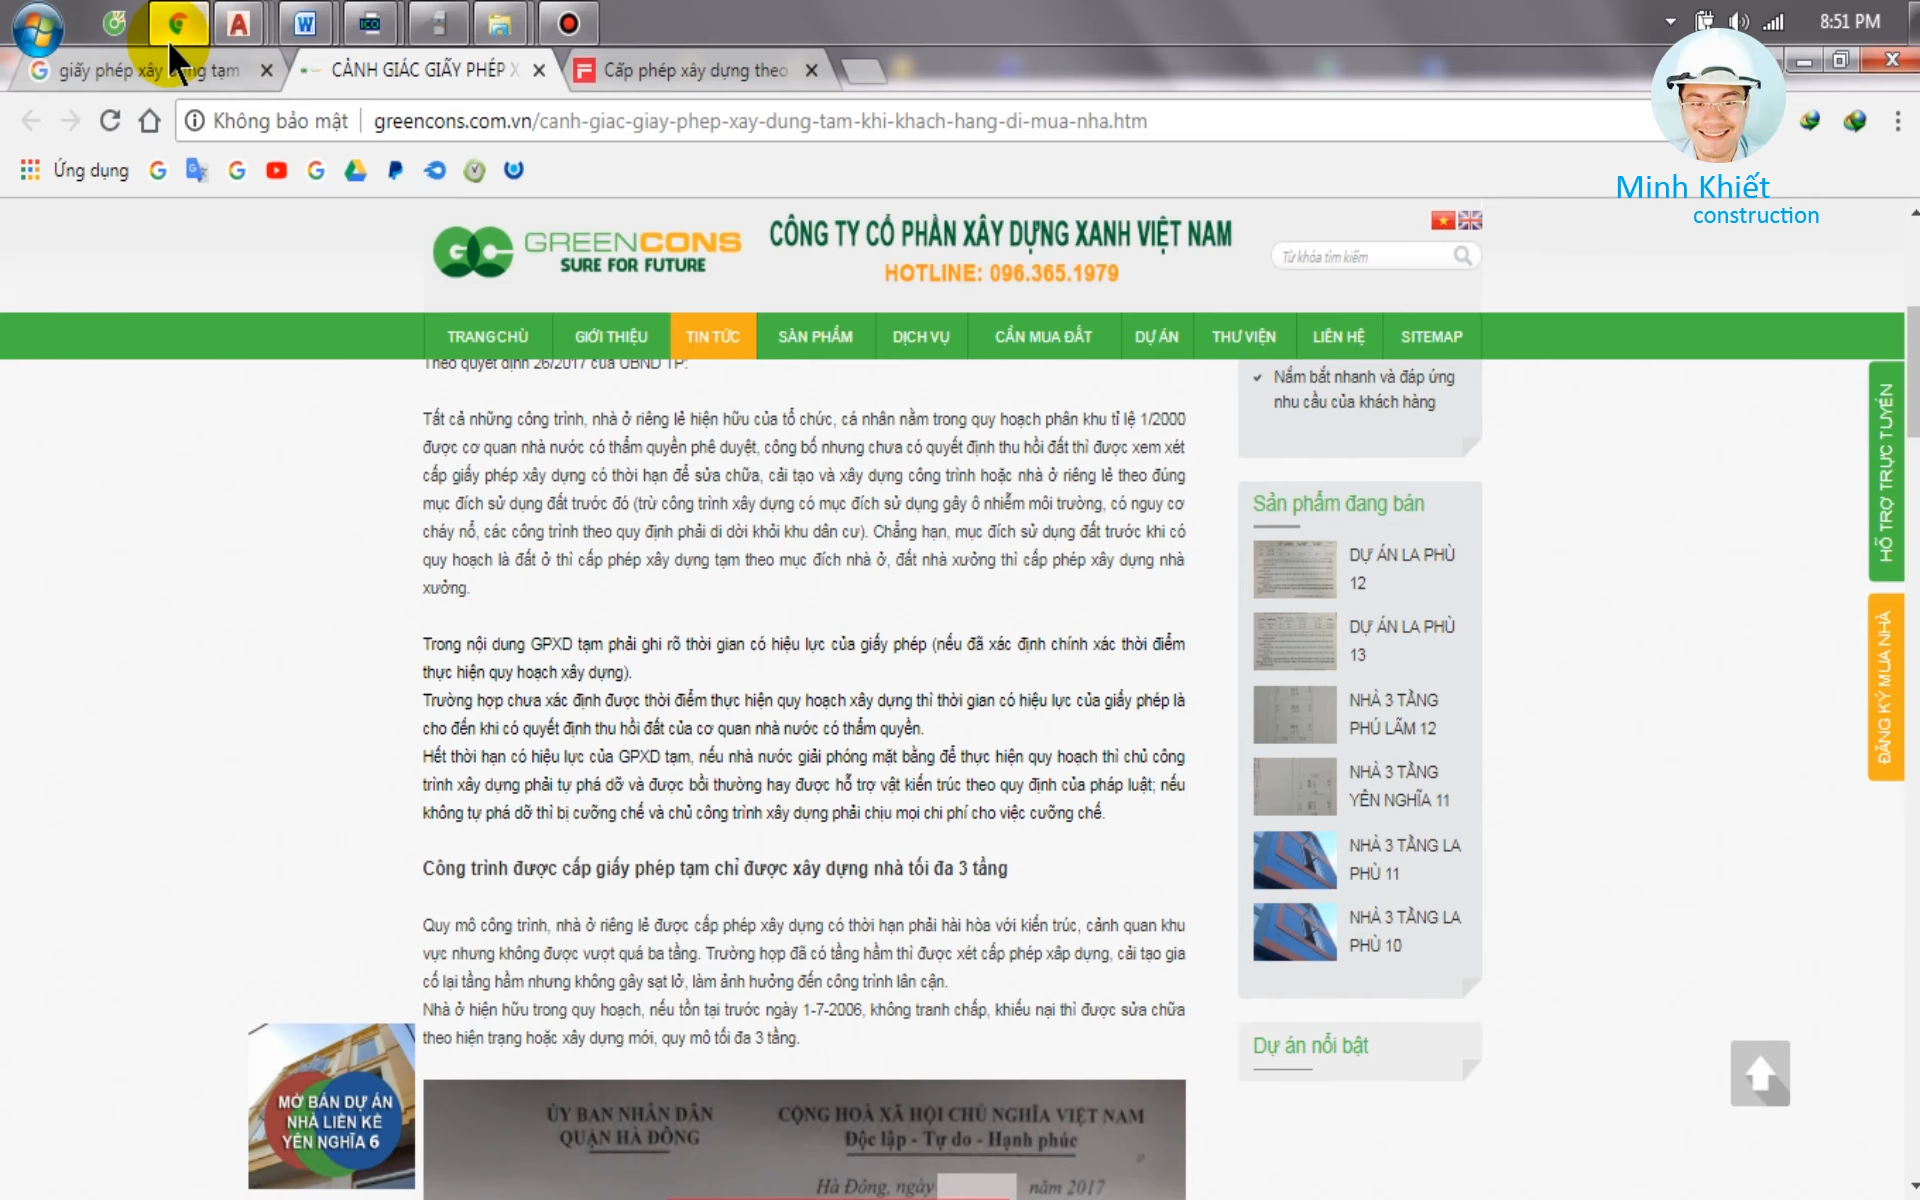 8:51 PM
giấy phép xây dựng tạm
CẢNH GIÁC GIẤY PHÉP X
Cấp phép xây dựng theo
Không bảo mật
greencons.com.vn/canh-giac-giay-phep-xay-dung-tam-khi-khach-hang-di-mua-nha.htm
Ứng dụng
Minh Khiết
construction
GREENCONS
SURE FOR FUTURE
CÔNG TY CỔ PHẦN XÂY DỰNG XANH VIỆT NAM
HOTLINE: 096.365.1979
Từ khóa tìm kiếm
TRANG CHỦ
GIỚI THIỆU
TIN TỨC
SẢN PHẨM
DỊCH VỤ
CẦN MUA ĐẤT
DỰ ÁN
THƯ VIỆN
LIÊN HỆ
SITEMAP
Theo quyết định 26/2017 của UBND TP:
Tất cả những công trình, nhà ở riêng lẻ hiện hữu của tổ chức, cá nhân nằm trong quy hoạch phân khu tỉ lệ 1/2000
được cơ quan nhà nước có thẩm quyền phê duyệt, công bố nhưng chưa có quyết định thu hồi đất thì được xem xét
cấp giấy phép xây dựng có thời hạn để sửa chữa, cải tạo và xây dựng công trình hoặc nhà ở riêng lẻ theo đúng
mục đích sử dụng đất trước đó (trừ công trình xây dựng có mục đích sử dụng gây ô nhiễm môi trường, có nguy cơ
cháy nổ, các công trình theo quy định phải di dời khỏi khu dân cư). Chẳng hạn, mục đích sử dụng đất trước khi có
quy hoạch là đất ở thì cấp phép xây dựng tạm theo mục đích nhà ở, đất nhà xưởng thì cấp phép xây dựng nhà
xưởng.
Trong nội dung GPXD tạm phải ghi rõ thời gian có hiệu lực của giấy phép (nếu đã xác định chính xác thời điểm
thực hiện quy hoạch xây dựng).
Trường hợp chưa xác định được thời điểm thực hiện quy hoạch xây dựng thì thời gian có hiệu lực của giấy phép là
cho đến khi có quyết định thu hồi đất của cơ quan nhà nước có thẩm quyền.
Hết thời hạn có hiệu lực của GPXD tạm, nếu nhà nước giải phóng mặt bằng để thực hiện quy hoạch thì chủ công
trình xây dựng phải tự phá dỡ và được bồi thường hay được hỗ trợ vật kiến trúc theo quy định của pháp luật; nếu
không tự phá dỡ thì bị cưỡng chế và chủ công trình xây dựng phải chịu mọi chi phí cho việc cưỡng chế.
Công trình được cấp giấy phép tạm chỉ được xây dựng nhà tối đa 3 tầng
Quy mô công trình, nhà ở riêng lẻ được cấp phép xây dựng có thời hạn phải hài hòa với kiến trúc, cảnh quan khu
vực nhưng không được vượt quá ba tầng. Trường hợp đã có tầng hầm thì được xét cấp phép xâp dựng, cải tạo gia
cố lại tầng hầm nhưng không gây sạt lở, làm ảnh hưởng đến công trình lân cận.
Nhà ở hiện hữu trong quy hoạch, nếu tồn tại trước ngày 1-7-2006, không tranh chấp, khiếu nại thì được sửa chữa
theo hiện trạng hoặc xây dựng mới, quy mô tối đa 3 tầng.
ỦY BAN NHÂN DÂN
QUẬN HÀ ĐÔNG
CỘNG HOÀ XÃ HỘI CHỦ NGHĨA VIỆT NAM
Độc lập - Tự do - Hạnh phúc
Hà Đông, ngày năm 2017
MỞ BÁN DỰ ÁN
NHÀ LIỀN KỀ
YÊN NGHĨA 6
Nắm bắt nhanh và đáp ứng
nhu cầu của khách hàng
Sản phẩm đang bán
DỰ ÁN LA PHÙ
12
DỰ ÁN LA PHÙ
13
NHÀ 3 TẦNG
PHÚ LÃM 12
NHÀ 3 TẦNG
YÊN NGHĨA 11
NHÀ 3 TẦNG LA
PHÙ 11
NHÀ 3 TẦNG LA
PHÙ 10
Dự án nổi bật
HỖ TRỢ TRỰC TUYẾN
ĐĂNG KÝ MUA NHÀ